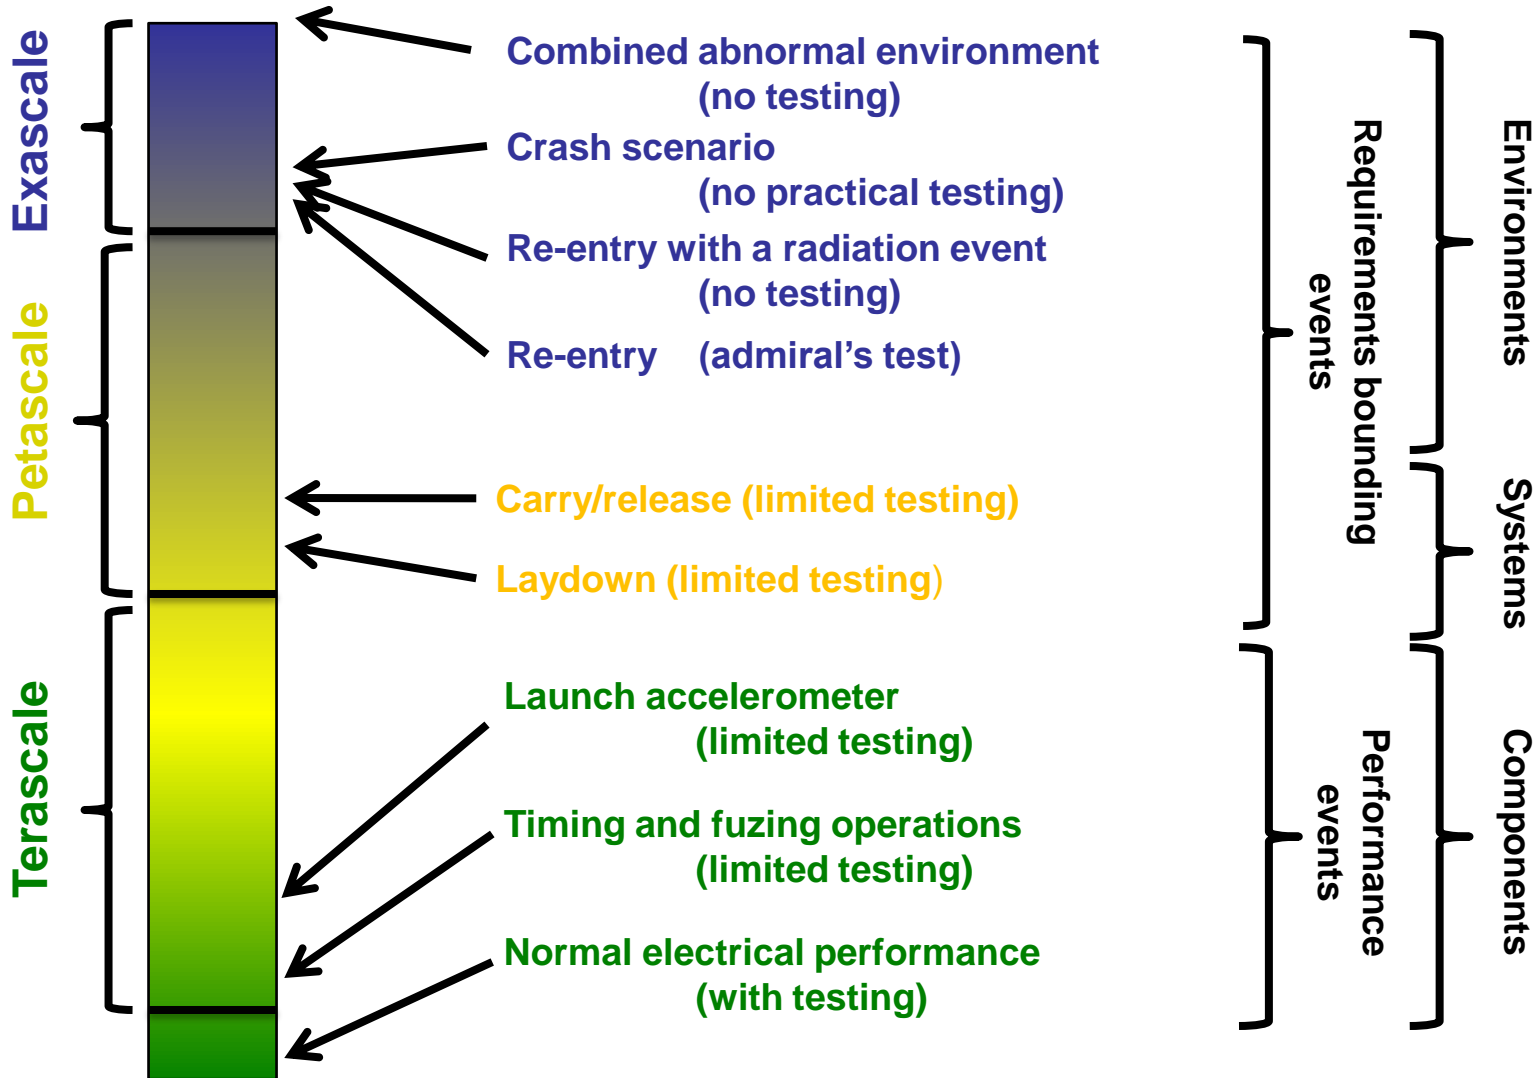 Exascale
Petascale
Terascale
Combined abnormal environment
(no testing)
Crash scenario
(no practical testing)
Re-entry with a radiation event
(no testing)
Re-entry (admiral's test)
Carry/release (limited testing)
Laydown (limited testing)
Launch accelerometer
(limited testing)
Timing and fuzing operations
(limited testing)
Normal electrical performance
(with testing)
Requirements bounding
events
Performance
events
Environments
Systems
Components